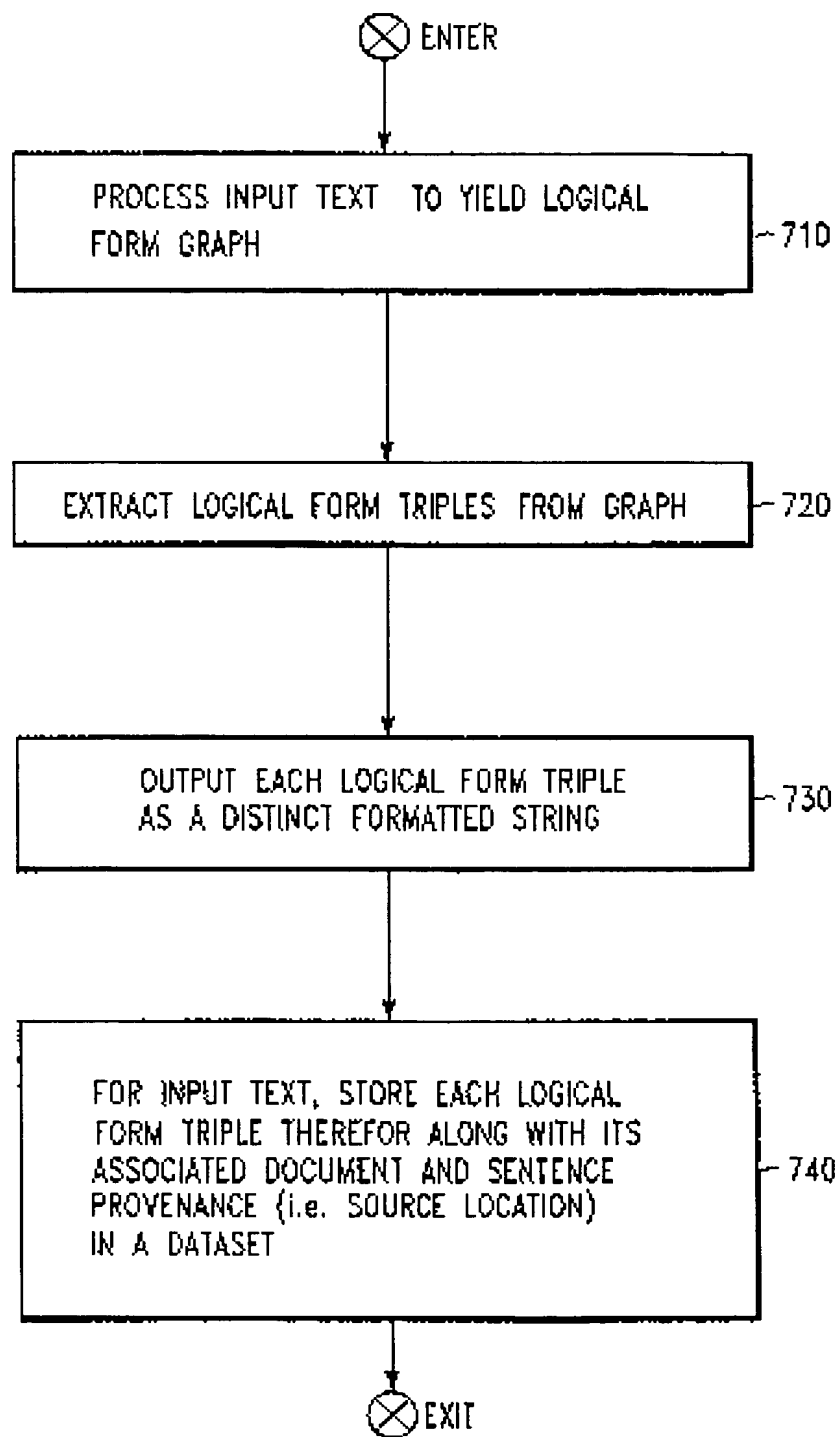 ENTER
PROCESS INPUT TEXT TO YIELD LOGICAL
FORM GRAPH
710
EXTRACT LOGICAL FORM TRIPLES FROM GRAPH
720
OUTPUT EACH LOGICAL FORM TRIPLE
AS A DISTINCT FORMATTED STRING
730
FOR INPUT TEXT, STORE EACH LOGICAL
FORM TRIPLE THEREFOR ALONG WITH ITS
ASSOCIATED DOCUMENT AND SENTENCE
PROVENANCE (i.e. SOURCE LOCATION)
IN A DATASET
740
EXIT